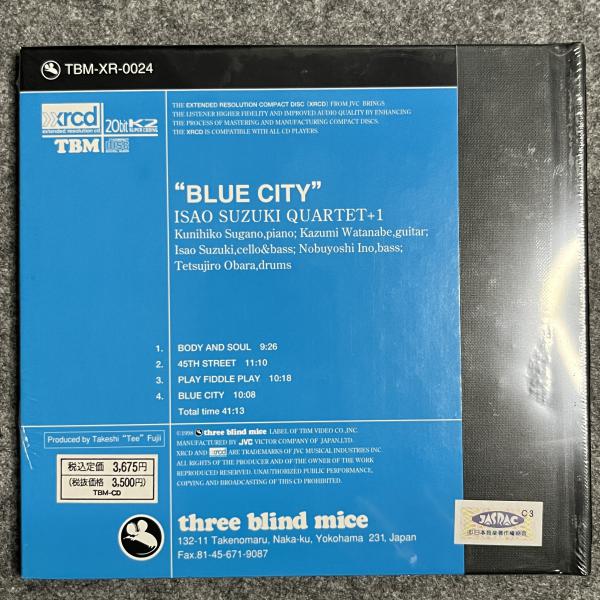 TBM-XR-0024
xrcd
extended resolution cd
20bit K2
SUPER CODING
TBM
COMPACT
disc
DIGITAL AUDIO
THE EXTENDED RESOLUTION COMPACT DISC (XRCD) FROM JVC BRINGS
THE LISTENER HIGHER FIDELITY AND IMPROVED AUDIO QUALITY BY ENHANCING
THE PROCESS OF MASTERING AND MANUFACTURING COMPACT DISCS.
THE XRCD IS COMPATIBLE WITH ALL CD PLAYERS.
“BLUE CITY”
ISAO SUZUKI QUARTET+1
Kunihiko Sugano,piano; Kazumi Watanabe,guitar;
Isao Suzuki,cello&bass; Nobuyoshi Ino,bass;
Tetsujiro Obara,drums
1. BODY AND SOUL 9:26
2. 45TH STREET 11:10
3. PLAY FIDDLE PLAY 10:18
4. BLUE CITY 10:08
Total time 41:13
Produced by Takeshi “Tee” Fujii
©1998 three blind mice LABEL OF TBM VIDEO CO.,INC.
MANUFACTURED BY JVC VICTOR COMPANY OF JAPAN,LTD.
XRCD AND xrcd ARE TRADEMARKS OF JVC MUSICAL INDUSTRIES INC.
ALL RIGHTS OF THE PRODUCER AND OF THE OWNER OF THE WORK
REPRODUCED RESERVED. UNAUTHORIZED PUBLIC PERFORMANCE,
COPYING AND BROADCASTING OF THIS CD PROHIBITED.
税込定価 3,675円
(税抜価格 3,500円)
TBM-CD
three blind mice
132-11 Takenomaru, Naka-ku, Yokohama 231, Japan
Fax.81-45-671-9087
JASRAC
C3